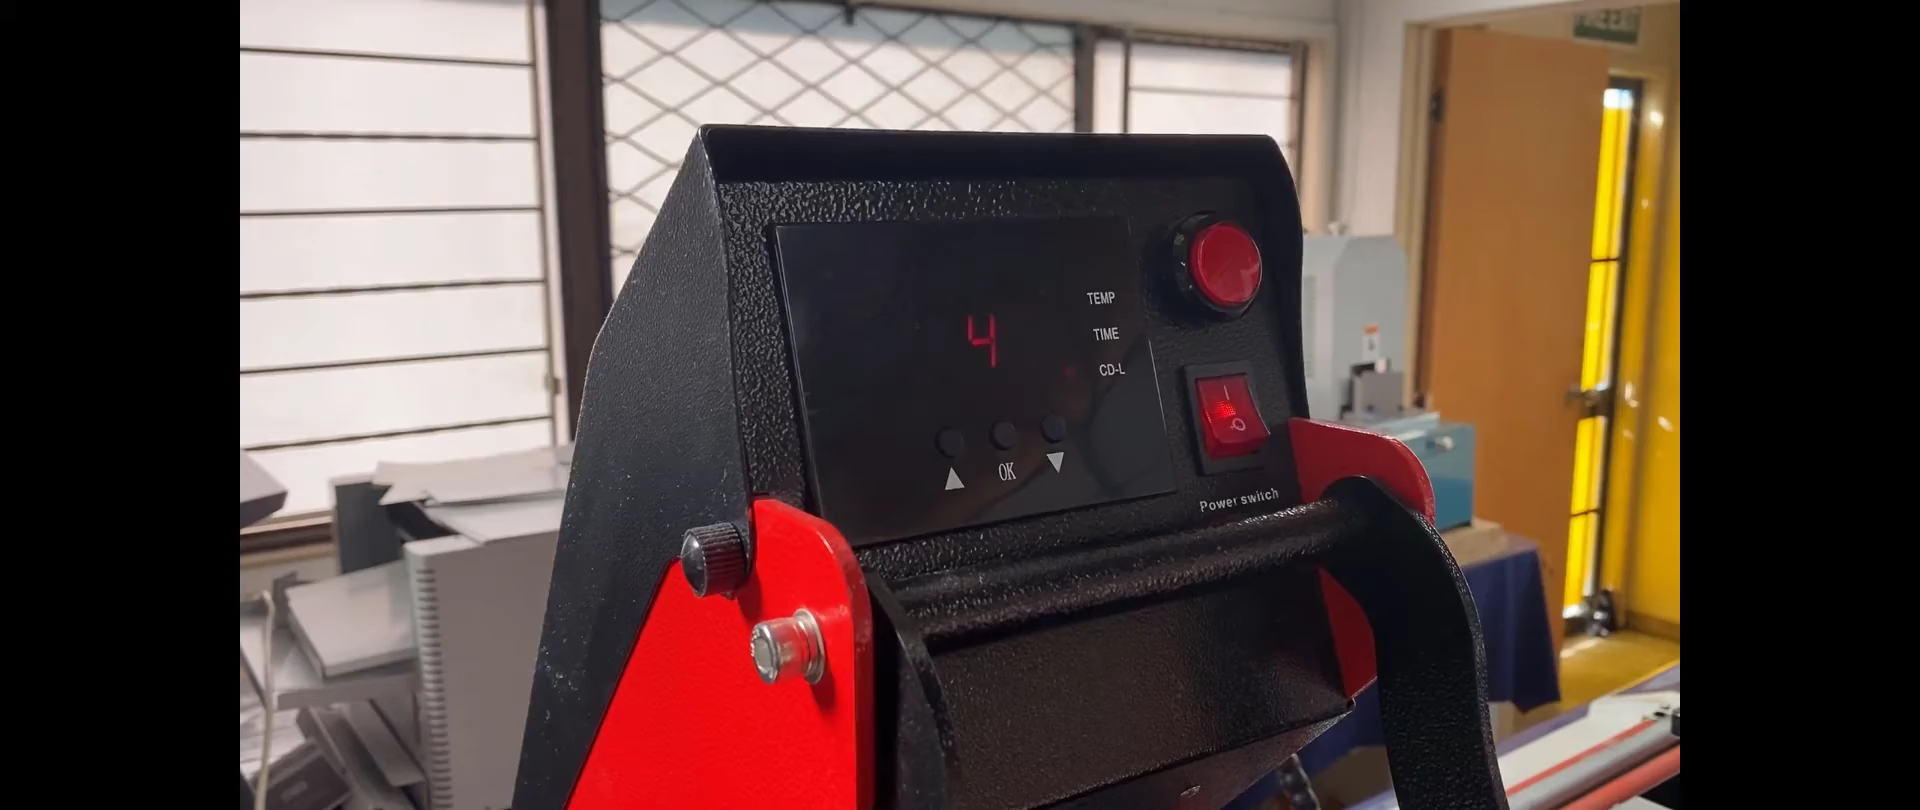 TEMP
4
TIME
CD-L
▲ OK ▼
Power switch